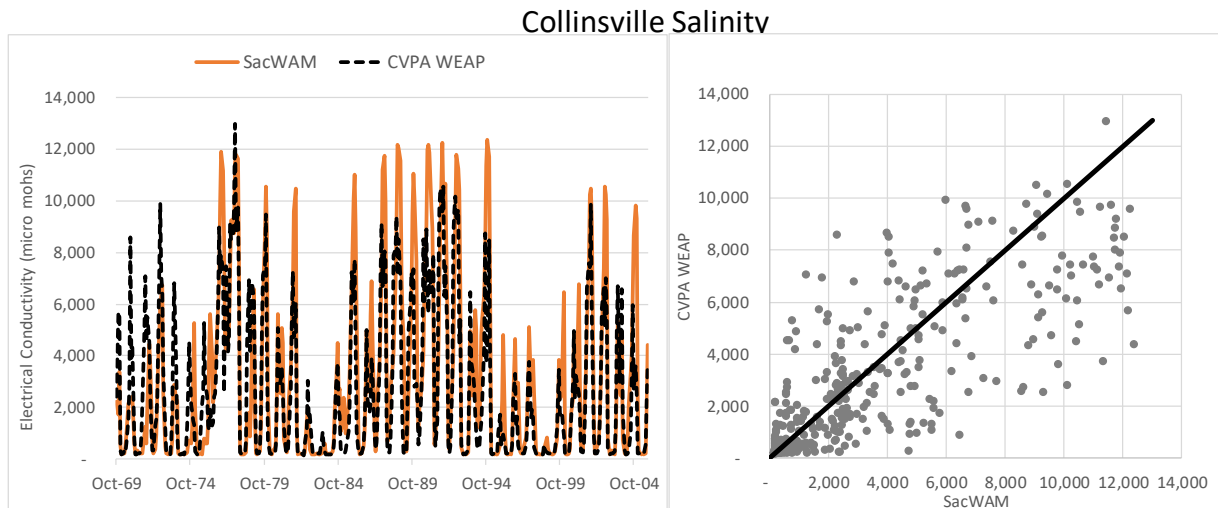 Collinsville Salinity
SacWAM
CVPA WEAP
Electrical Conductivity (micro mohs)
14,000
12,000
10,000
8,000
6,000
4,000
2,000
-
Oct-69 Oct-74 Oct-79 Oct-84 Oct-89 Oct-94 Oct-99 Oct-04
CVPA WEAP
14,000
12,000
10,000
8,000
6,000
4,000
2,000
-
- 2,000 4,000 6,000 8,000 10,000 12,000 14,000
SacWAM